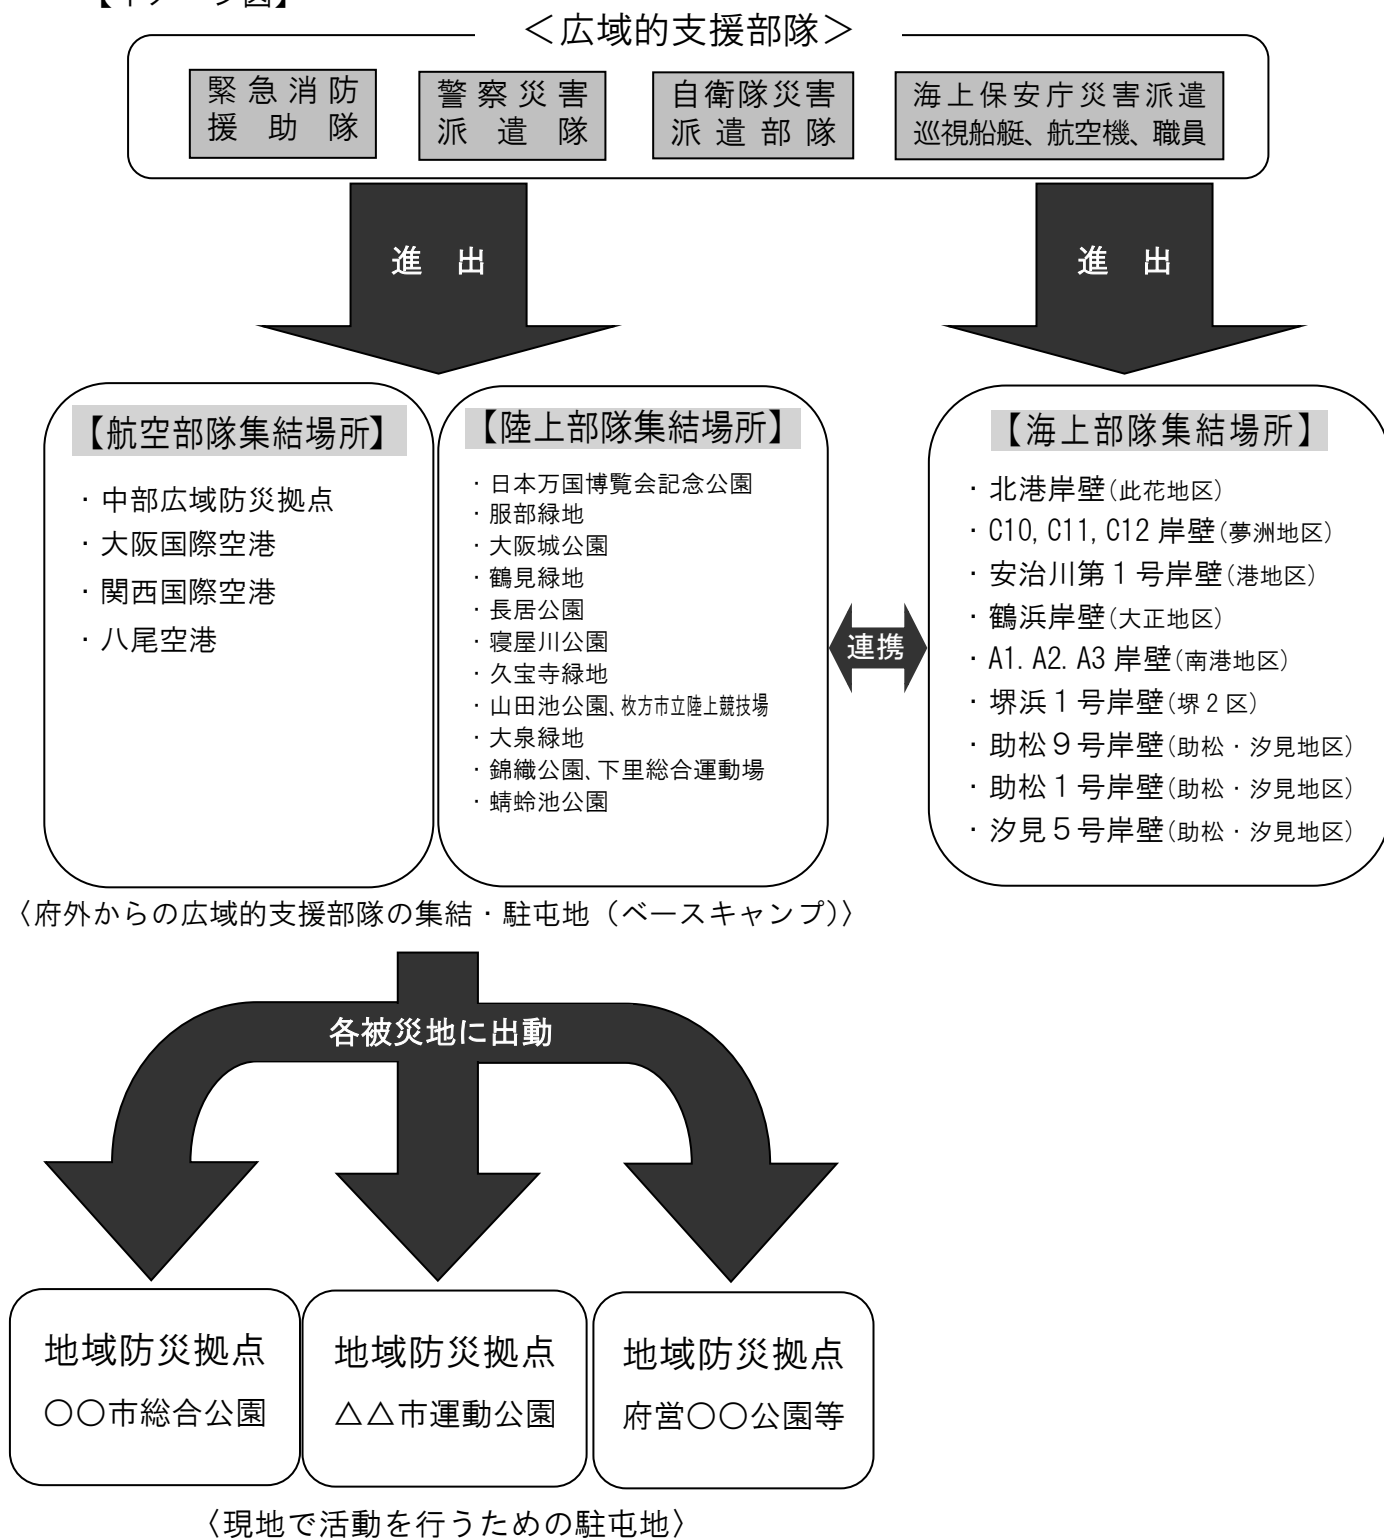 【イメージ図】
＜広域的支援部隊＞
緊急消防
援助隊
警察災害
派遣隊
自衛隊災害
派遣部隊
海上保安庁災害派遣
巡視船艇、航空機、職員
進 出
進 出
【航空部隊集結場所】
・中部広域防災拠点
・大阪国際空港
・関西国際空港
・八尾空港
【陸上部隊集結場所】
・日本万国博覧会記念公園
・服部緑地
・大阪城公園
・鶴見緑地
・長居公園
・寝屋川公園
・久宝寺緑地
・山田池公園、枚方市立陸上競技場
・大泉緑地
・錦織公園、下里総合運動場
・蜻蛉池公園
連携
【海上部隊集結場所】
・北港岸壁(此花地区)
・C10, C11, C12 岸壁(夢洲地区)
・安治川第１号岸壁(港地区)
・鶴浜岸壁(大正地区)
・A1. A2. A3 岸壁(南港地区)
・堺浜１号岸壁(堺２区)
・助松９号岸壁(助松・汐見地区)
・助松１号岸壁(助松・汐見地区)
・汐見５号岸壁(助松・汐見地区)
〈府外からの広域的支援部隊の集結・駐屯地（ベースキャンプ)〉
各被災地に出動
地域防災拠点
〇〇市総合公園
地域防災拠点
△△市運動公園
地域防災拠点
府営〇〇公園等
〈現地で活動を行うための駐屯地〉